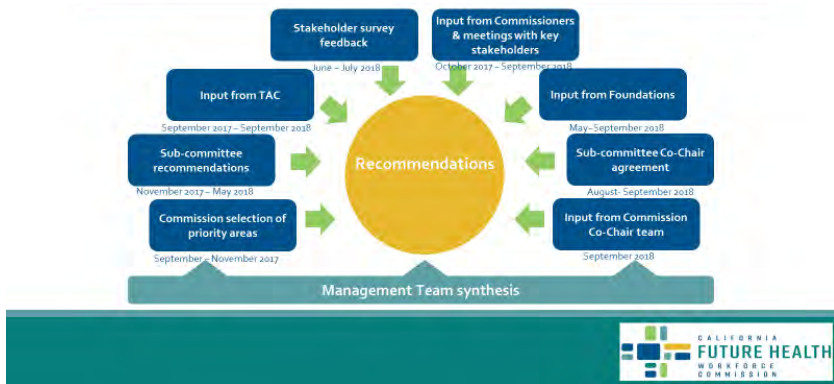 Stakeholder survey
feedback
June – July 2018
Input from Commissioners
& meetings with key
stakeholders
October 2017 – September 2018
Input from TAC
September 2017 – September 2018
Input from Foundations
May–September 2018
Sub-committee
recommendations
November 2017 – May 2018
Recommendations
Sub-committee Co-Chair
agreement
August- September 2018
Commission selection of
priority areas
September – November 2017
Input from Commission
Co-Chair team
September 2018
Management Team synthesis
CALIFORNIA
FUTURE HEALTH
WORKFORCE
COMMISSION